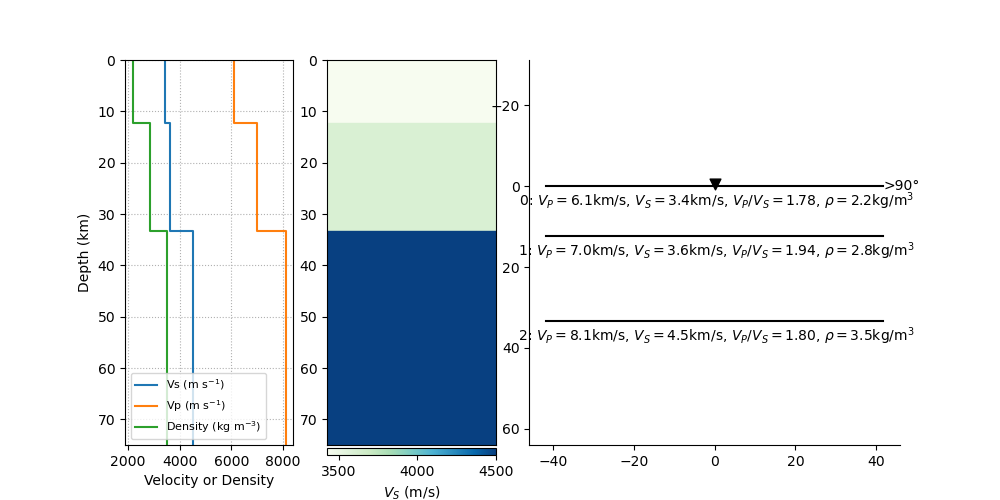 0
10
20
30
40
50
60
70
Depth (km)
Vs (m s⁻¹)
Vp (m s⁻¹)
Density (kg m⁻³)
2000 4000 6000 8000
Velocity or Density
0
10
20
30
40
50
60
70
3500 4000 4500
V_S (m/s)
−20
0
20
40
60
>90°
0: V_P = 6.1km/s, V_S = 3.4km/s, V_P/V_S = 1.78, ρ = 2.2kg/m³
1: V_P = 7.0km/s, V_S = 3.6km/s, V_P/V_S = 1.94, ρ = 2.8kg/m³
2: V_P = 8.1km/s, V_S = 4.5km/s, V_P/V_S = 1.80, ρ = 3.5kg/m³
−40 −20 0 20 40